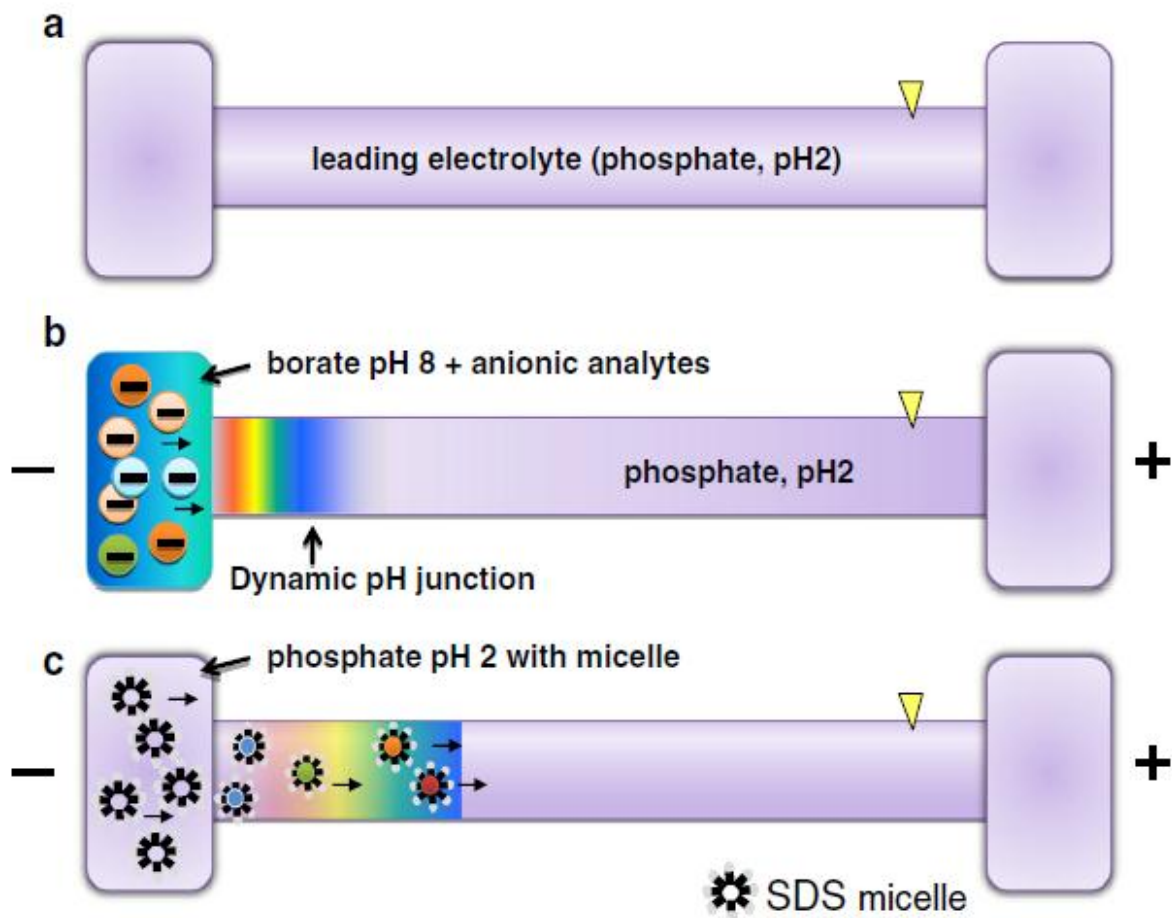 a
leading electrolyte (phosphate, pH2)
b
borate pH 8 + anionic analytes
– +
phosphate, pH2
Dynamic pH junction
c
phosphate pH 2 with micelle
– +
SDS micelle